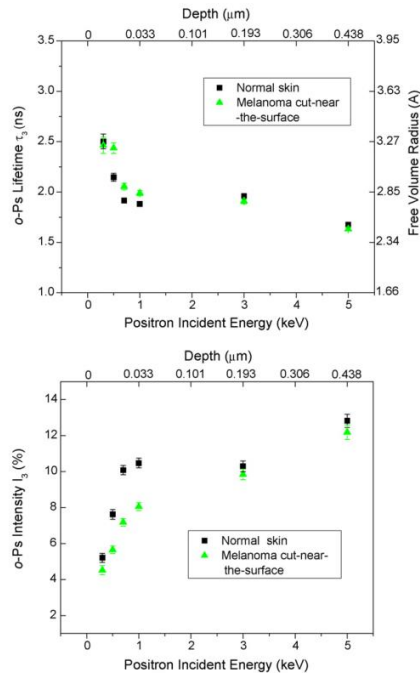 Depth (μm)
0 0.033 0.101 0.193 0.306 0.438
3.5 3.95
3.0 3.63
2.5 3.27
2.0 2.85
1.5 2.34
1.0 1.66
o-Ps Lifetime τ3 (ns)
Free Volume Radius (A)
Normal skin
Melanoma cut-near
-the-surface
0 1 2 3 4 5
Positron Incident Energy (keV)
Depth (μm)
0 0.033 0.101 0.193 0.306 0.438
14
12
10
8
6
4
2
o-Ps Intensity I3 (%)
Normal skin
Melanoma cut-near-
the-surface
0 1 2 3 4 5
Positron Incident Energy (keV)